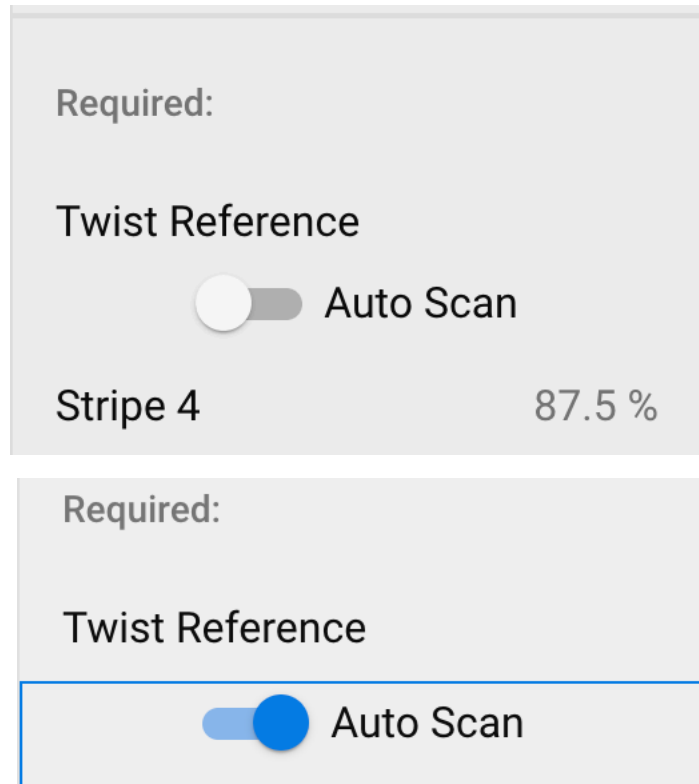 Required:
Twist Reference
Auto Scan
Stripe 4 87.5 %
Required:
Twist Reference
Auto Scan